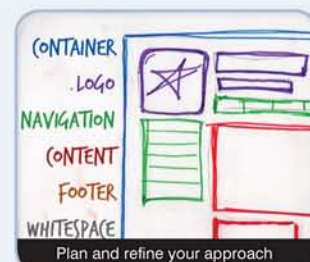 CONTAINER
.LOGO
NAVIGATION
CONTENT
FOOTER
WHITESPACE
Plan and refine your approach